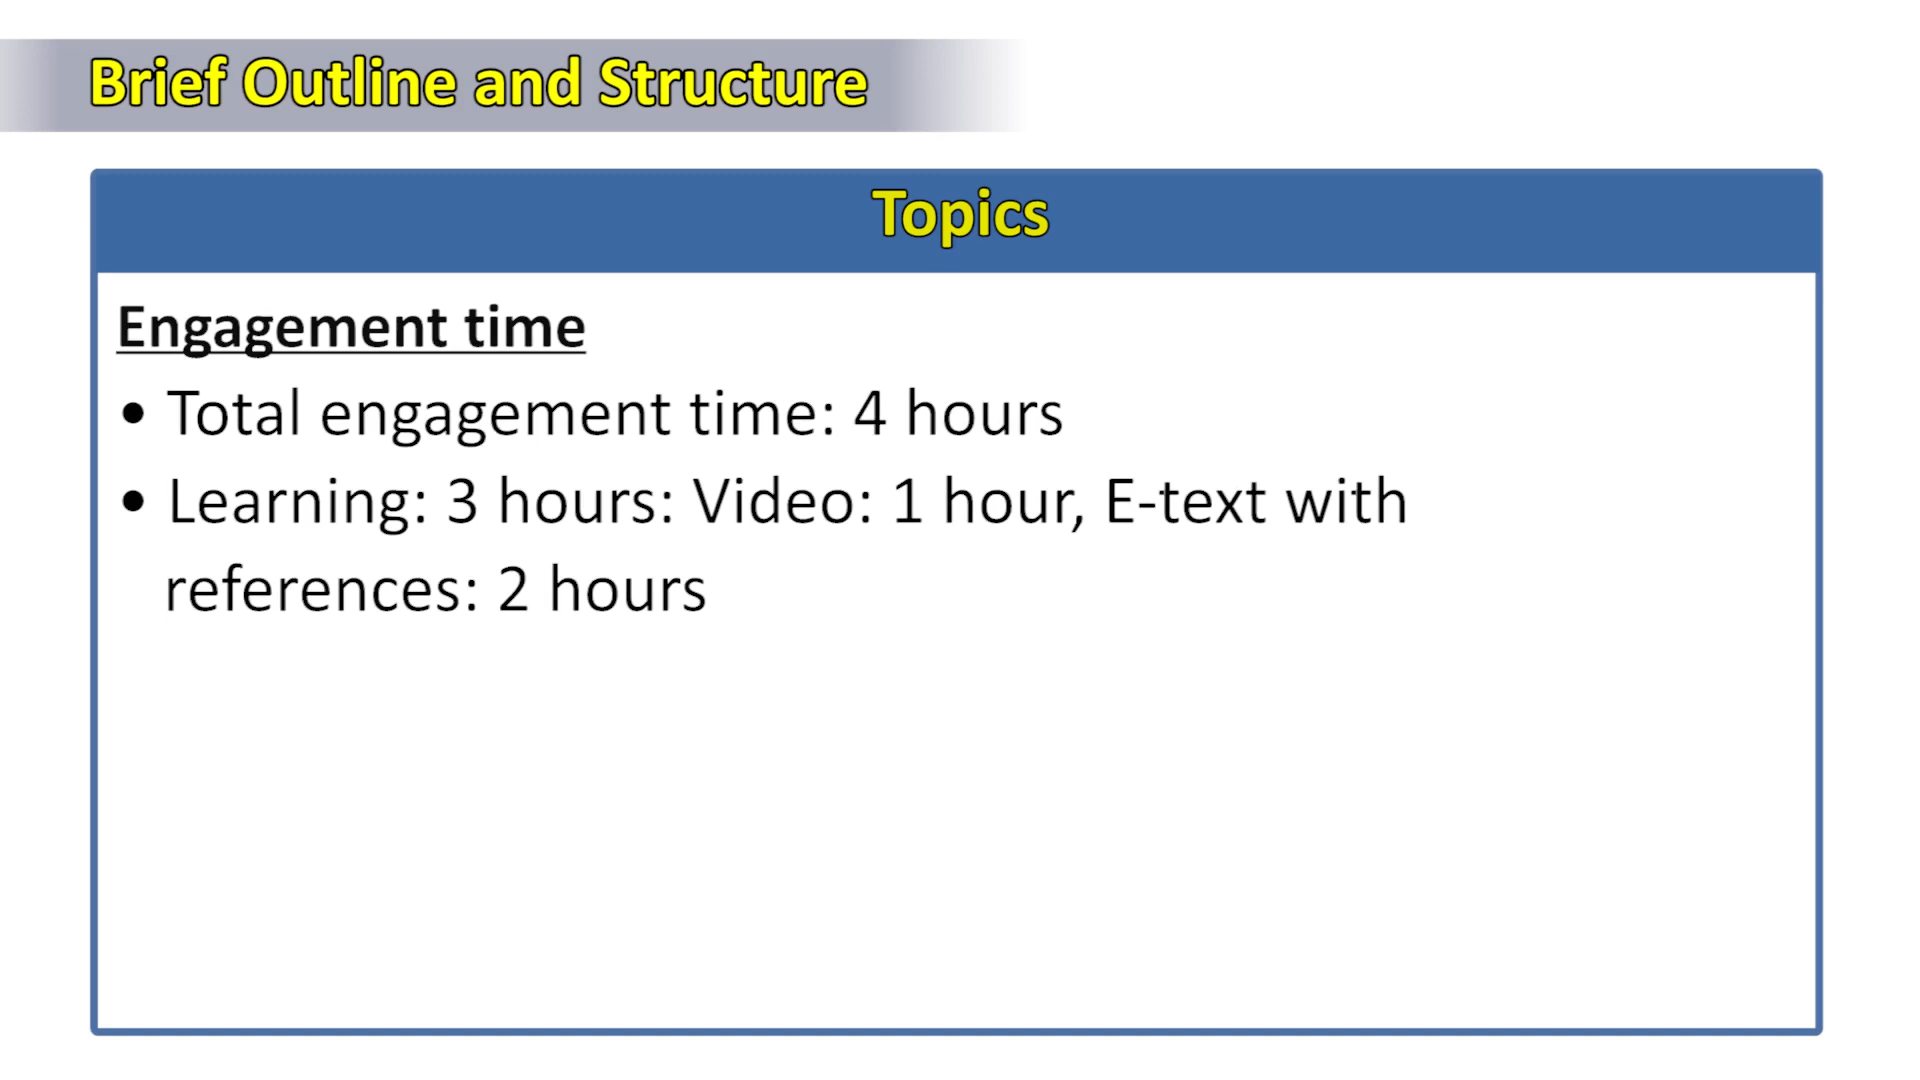 Brief Outline and Structure
Topics
Engagement time
• Total engagement time: 4 hours
• Learning: 3 hours: Video: 1 hour, E-text with
references: 2 hours